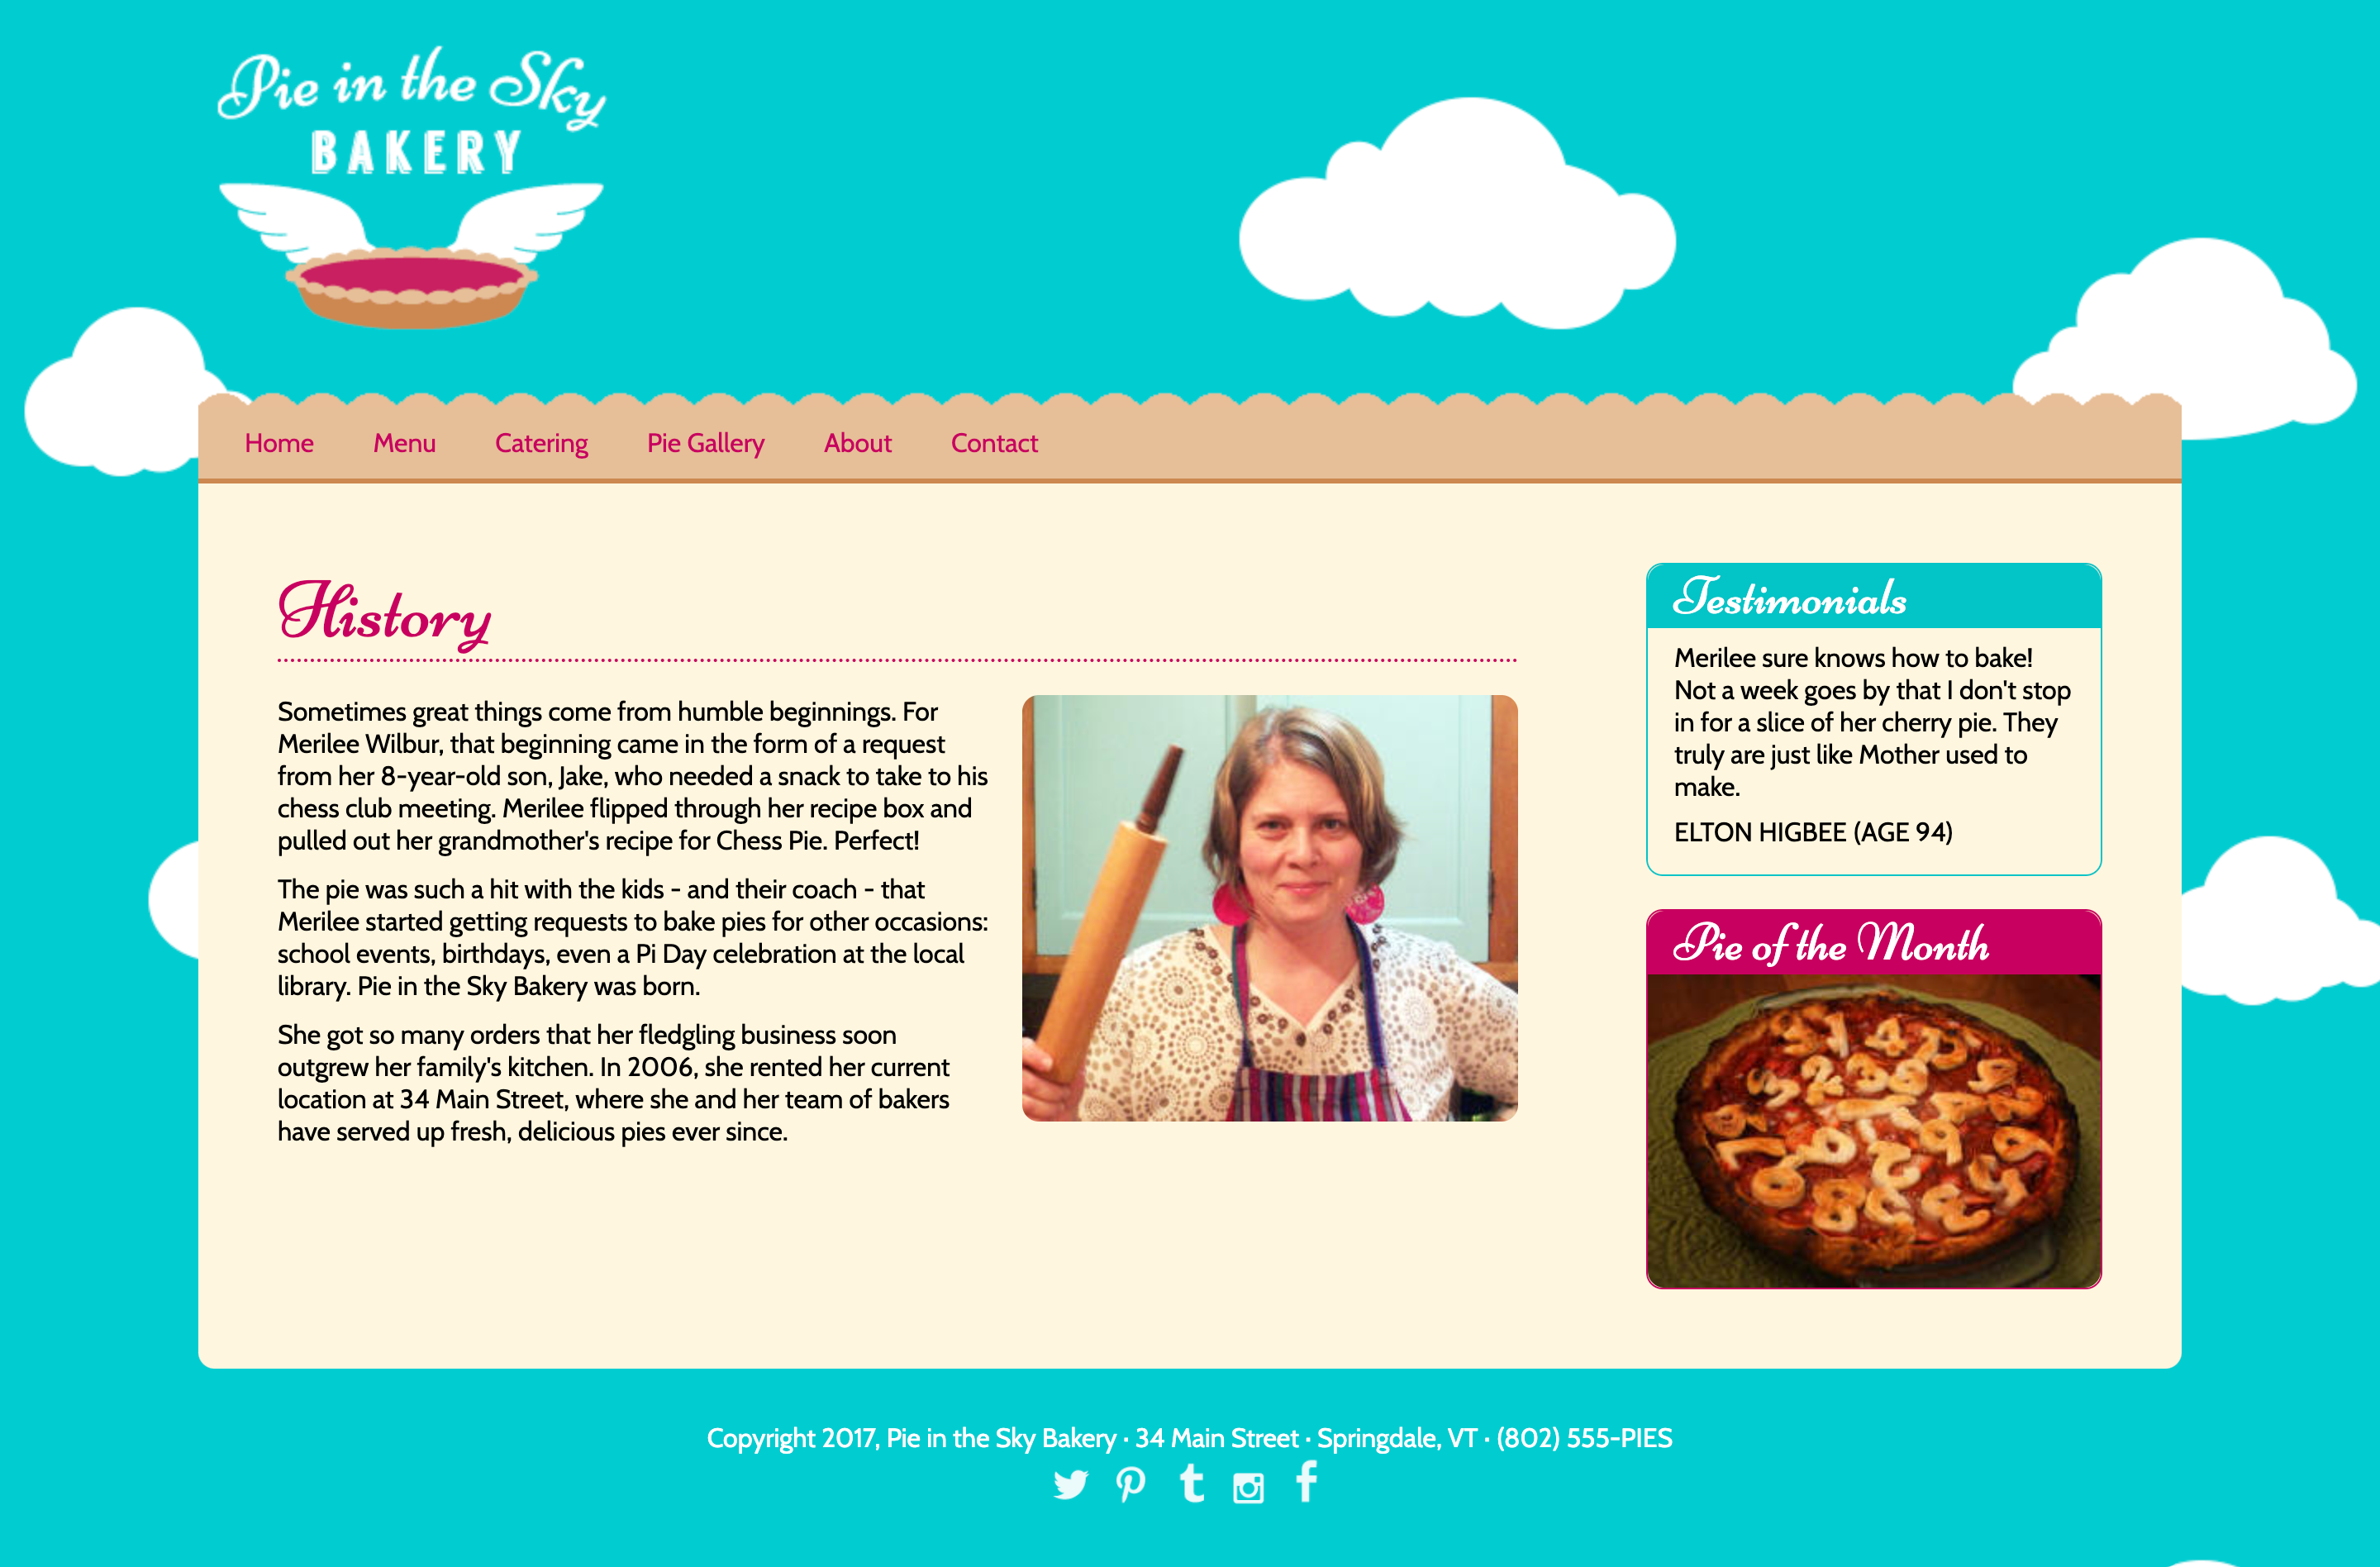 Pie in the Sky
BAKERY
Home Menu Catering Pie Gallery About Contact
History
Sometimes great things come from humble beginnings. For
Merilee Wilbur, that beginning came in the form of a request
from her 8-year-old son, Jake, who needed a snack to take to his
chess club meeting. Merilee flipped through her recipe box and
pulled out her grandmother's recipe for Chess Pie. Perfect!
The pie was such a hit with the kids - and their coach - that
Merilee started getting requests to bake pies for other occasions:
school events, birthdays, even a Pi Day celebration at the local
library. Pie in the Sky Bakery was born.
She got so many orders that her fledgling business soon
outgrew her family's kitchen. In 2006, she rented her current
location at 34 Main Street, where she and her team of bakers
have served up fresh, delicious pies ever since.
Testimonials
Merilee sure knows how to bake!
Not a week goes by that I don't stop
in for a slice of her cherry pie. They
truly are just like Mother used to
make.
ELTON HIGBEE (AGE 94)
Pie of the Month
Copyright 2017, Pie in the Sky Bakery · 34 Main Street · Springdale, VT · (802) 555-PIES